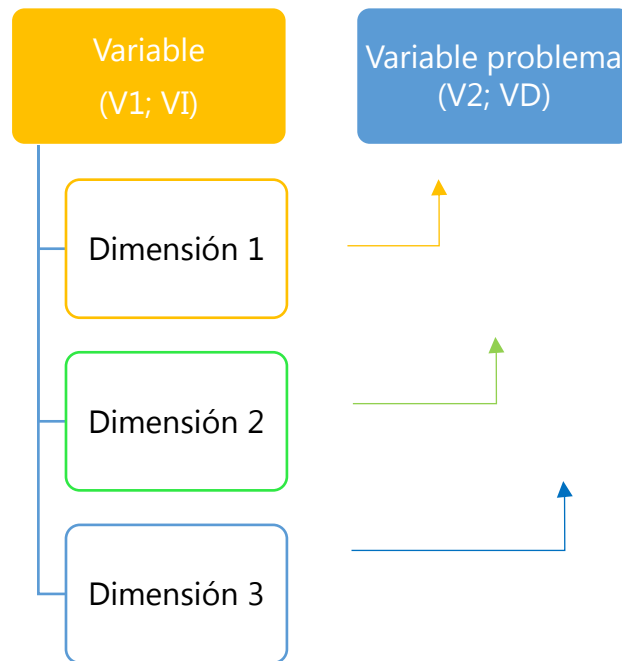 Variable
(V1; VI)
Variable problema
(V2; VD)
Dimensión 1
Dimensión 2
Dimensión 3